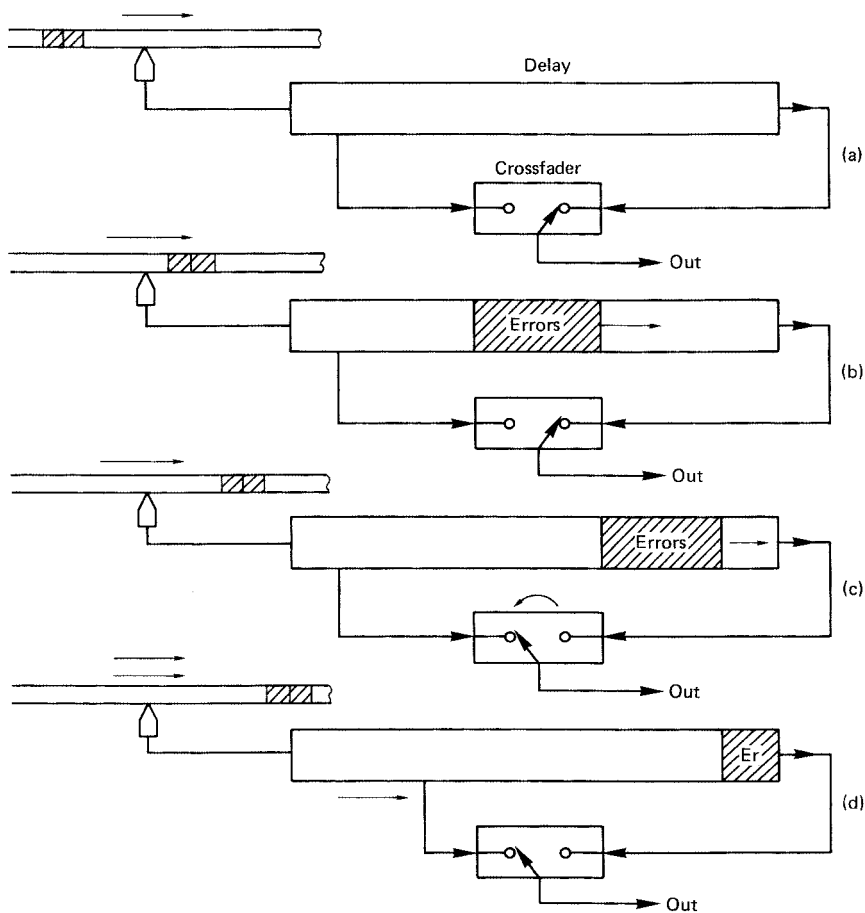 Delay
(a)
Crossfader
Out
Errors
(b)
Out
Errors
(c)
Out
Er
(d)
Out